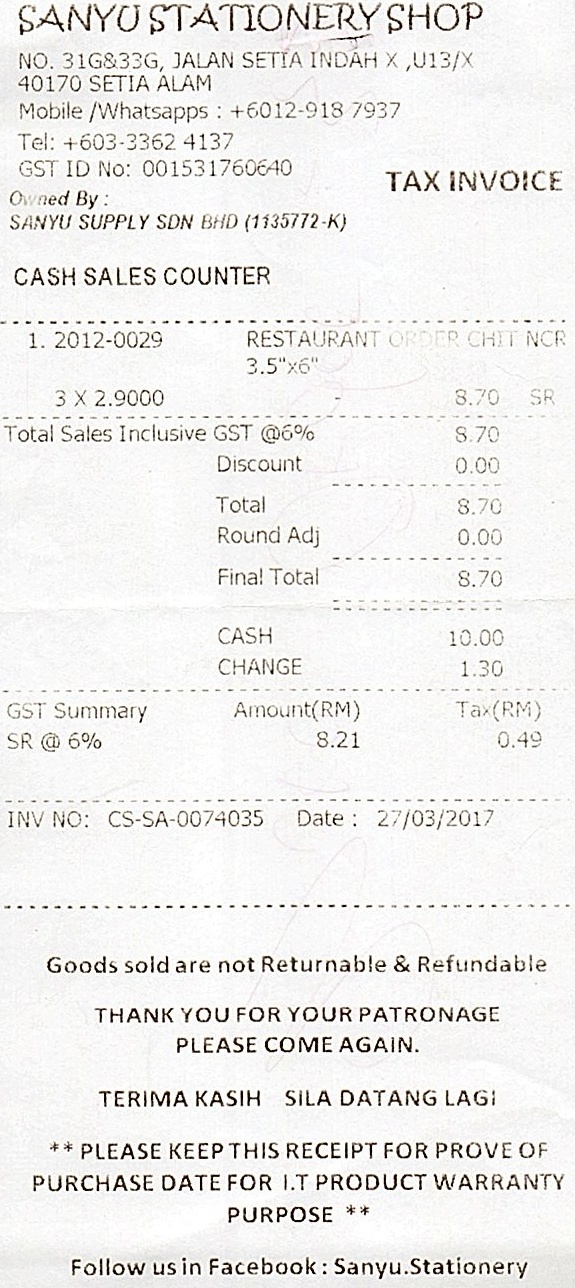 SANYU STATIONERY SHOP
NO. 31G&33G, JALAN SETIA INDAH X ,U13/X
40170 SETIA ALAM
Mobile /Whatsapps : +6012-918 7937
Tel: +603-3362 4137
GST ID No: 001531760640
TAX INVOICE
Owned By :
SANYU SUPPLY SDN BHD (1135772-K)
CASH SALES COUNTER
1. 2012-0029 RESTAURANT ORDER CHIT NCR
3.5"x6"
3 X 2.9000 - 8.70 SR
Total Sales Inclusive GST @6% 8.70
Discount 0.00
Total 8.70
Round Adj 0.00
Final Total 8.70
CASH 10.00
CHANGE 1.30
GST Summary Amount(RM) Tax(RM)
SR @ 6% 8.21 0.49
INV NO: CS-SA-0074035 Date : 27/03/2017
Goods sold are not Returnable & Refundable
THANK YOU FOR YOUR PATRONAGE
PLEASE COME AGAIN.
TERIMA KASIH SILA DATANG LAGI
** PLEASE KEEP THIS RECEIPT FOR PROVE OF
PURCHASE DATE FOR I.T PRODUCT WARRANTY
PURPOSE **
Follow us in Facebook : Sanyu.Stationery